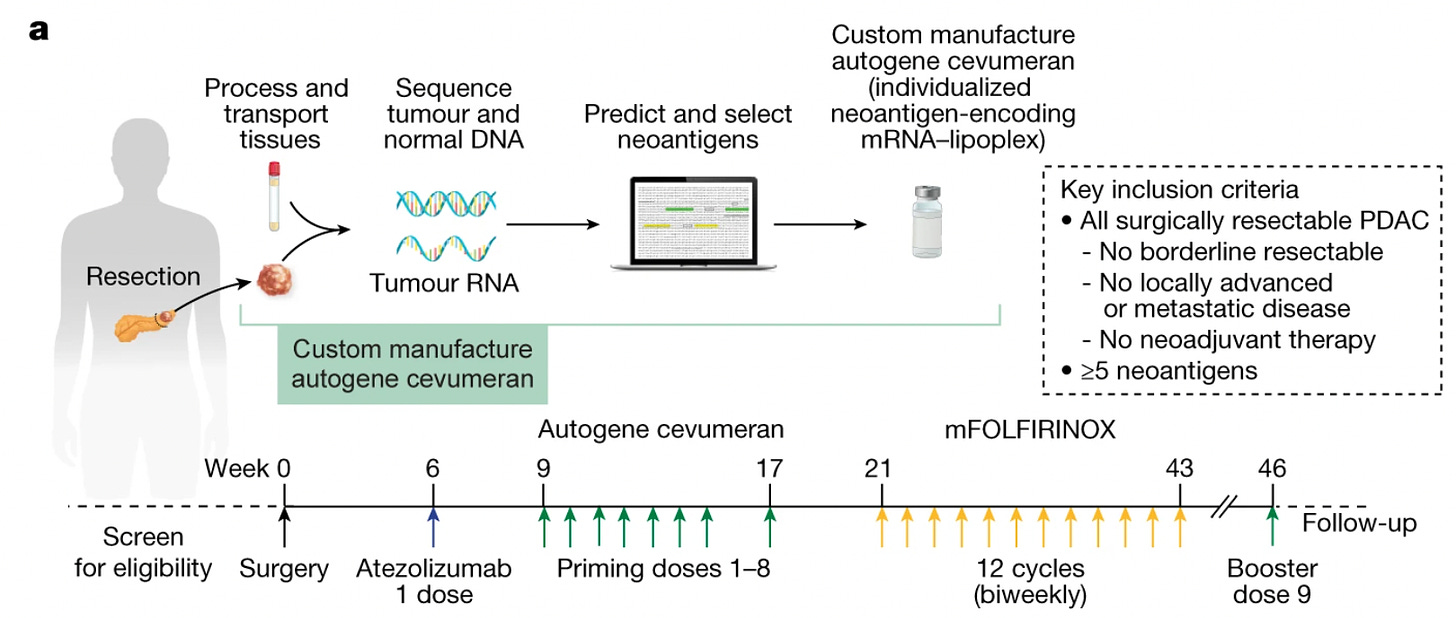 a
Process and
transport
tissues
Sequence
tumour and
normal DNA
Predict and select
neoantigens
Custom manufacture
autogene cevumeran
(individualized
neoantigen-encoding
mRNA–lipoplex)
Resection
Tumour RNA
Custom manufacture
autogene cevumeran
Key inclusion criteria
• All surgically resectable PDAC
- No borderline resectable
- No locally advanced
or metastatic disease
- No neoadjuvant therapy
• ≥5 neoantigens
Autogene cevumeran
mFOLFIRINOX
Week 0 6 9 17 21 43 46
Screen
for eligibility
Surgery
Atezolizumab
1 dose
Priming doses 1–8
12 cycles
(biweekly)
Booster
dose 9
Follow-up